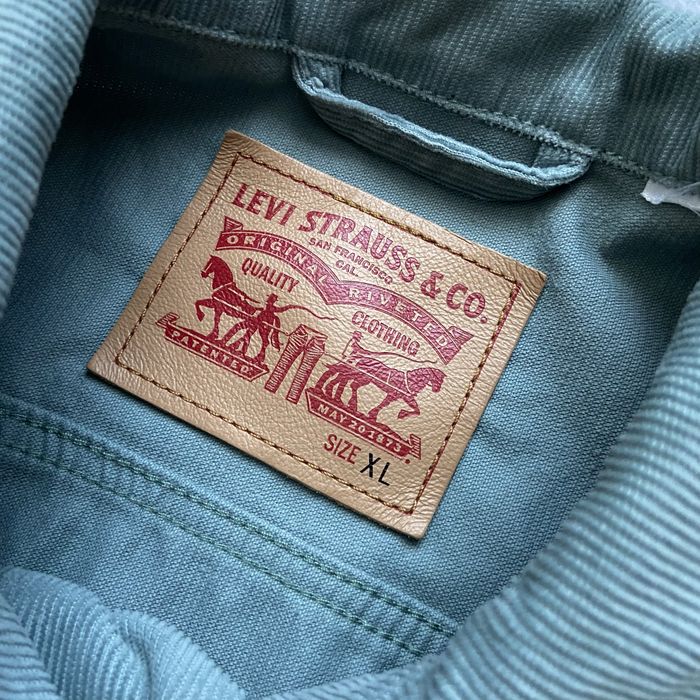 LEVI STRAUSS & CO.
SAN FRANCISCO
CAL.
ORIGINAL RIVETED
QUALITY CLOTHING
PATENTED
MAY 20 1873
SIZE XL